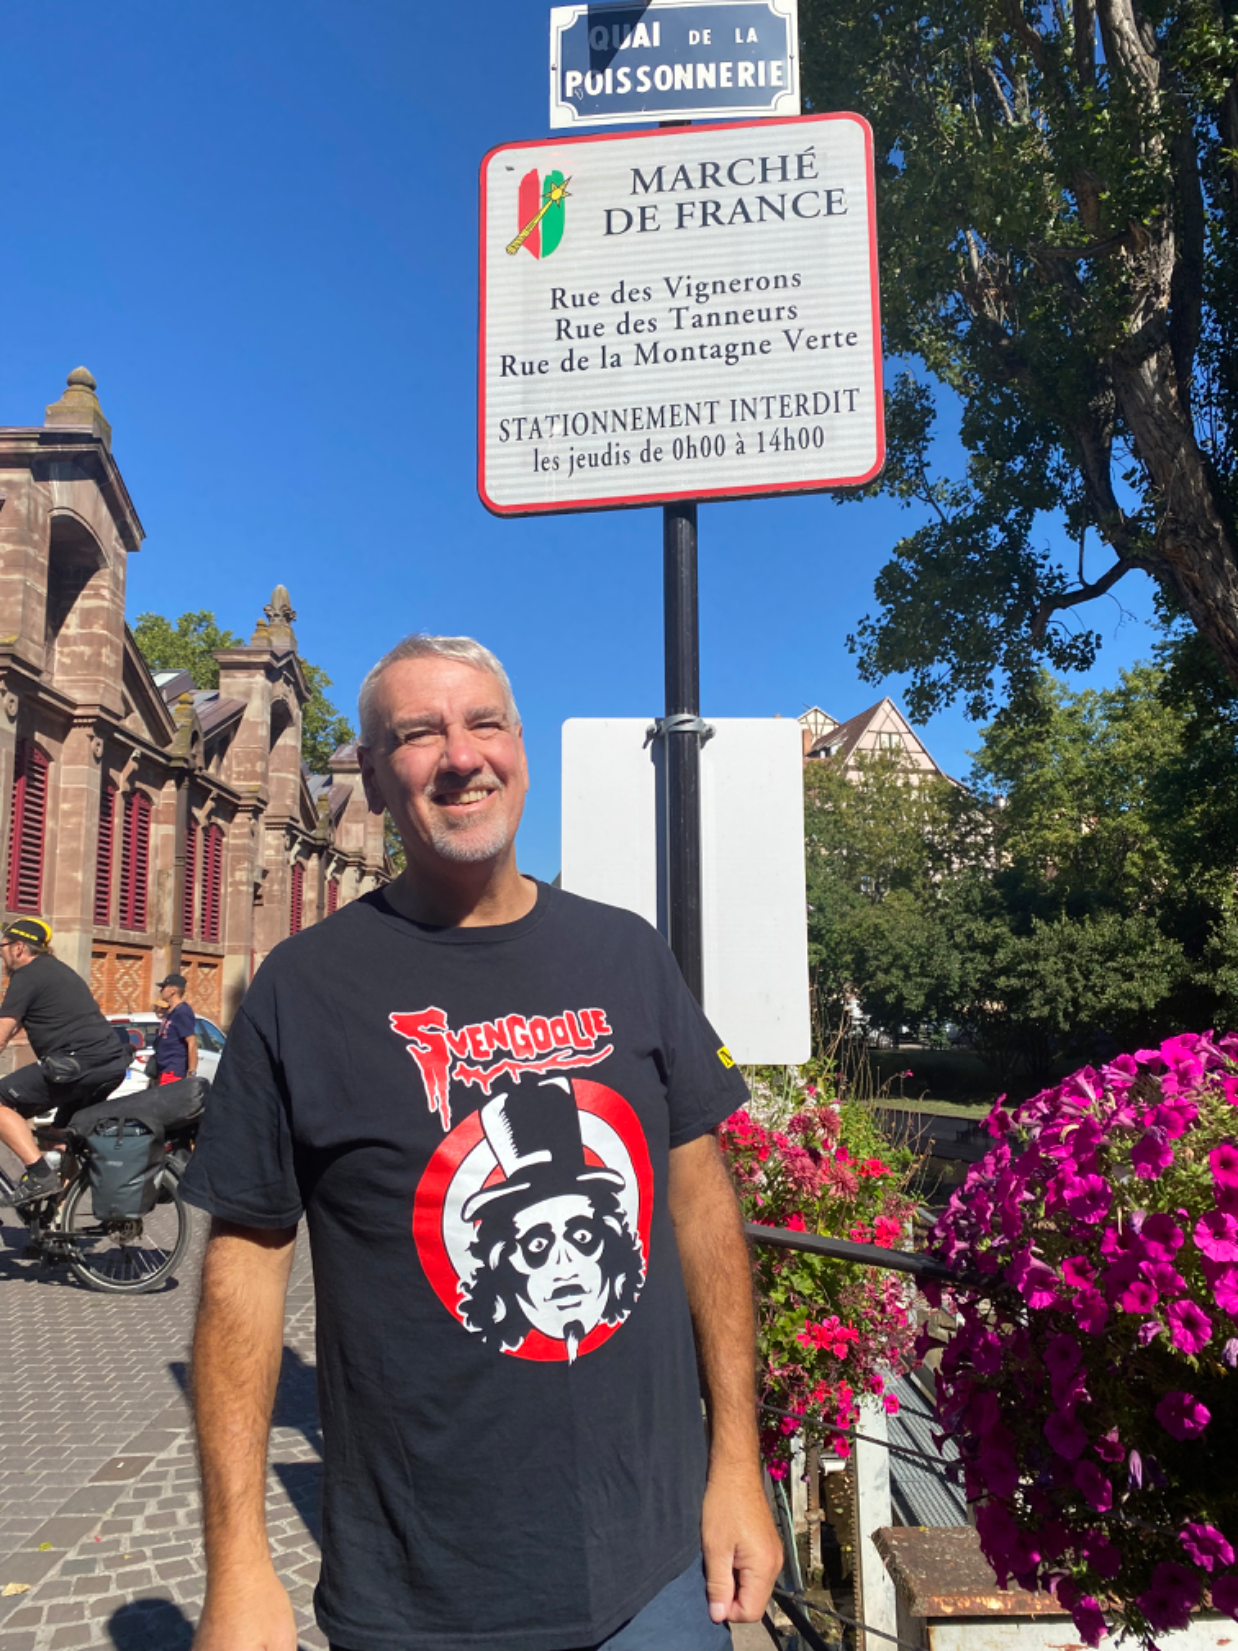 QUAI DE LA
POISSONNERIE
MARCHÉ
DE FRANCE
Rue des Vignerons
Rue des Tanneurs
Rue de la Montagne Verte
STATIONNEMENT INTERDIT
les jeudis de 0h00 à 14h00
SVENGOOLIE